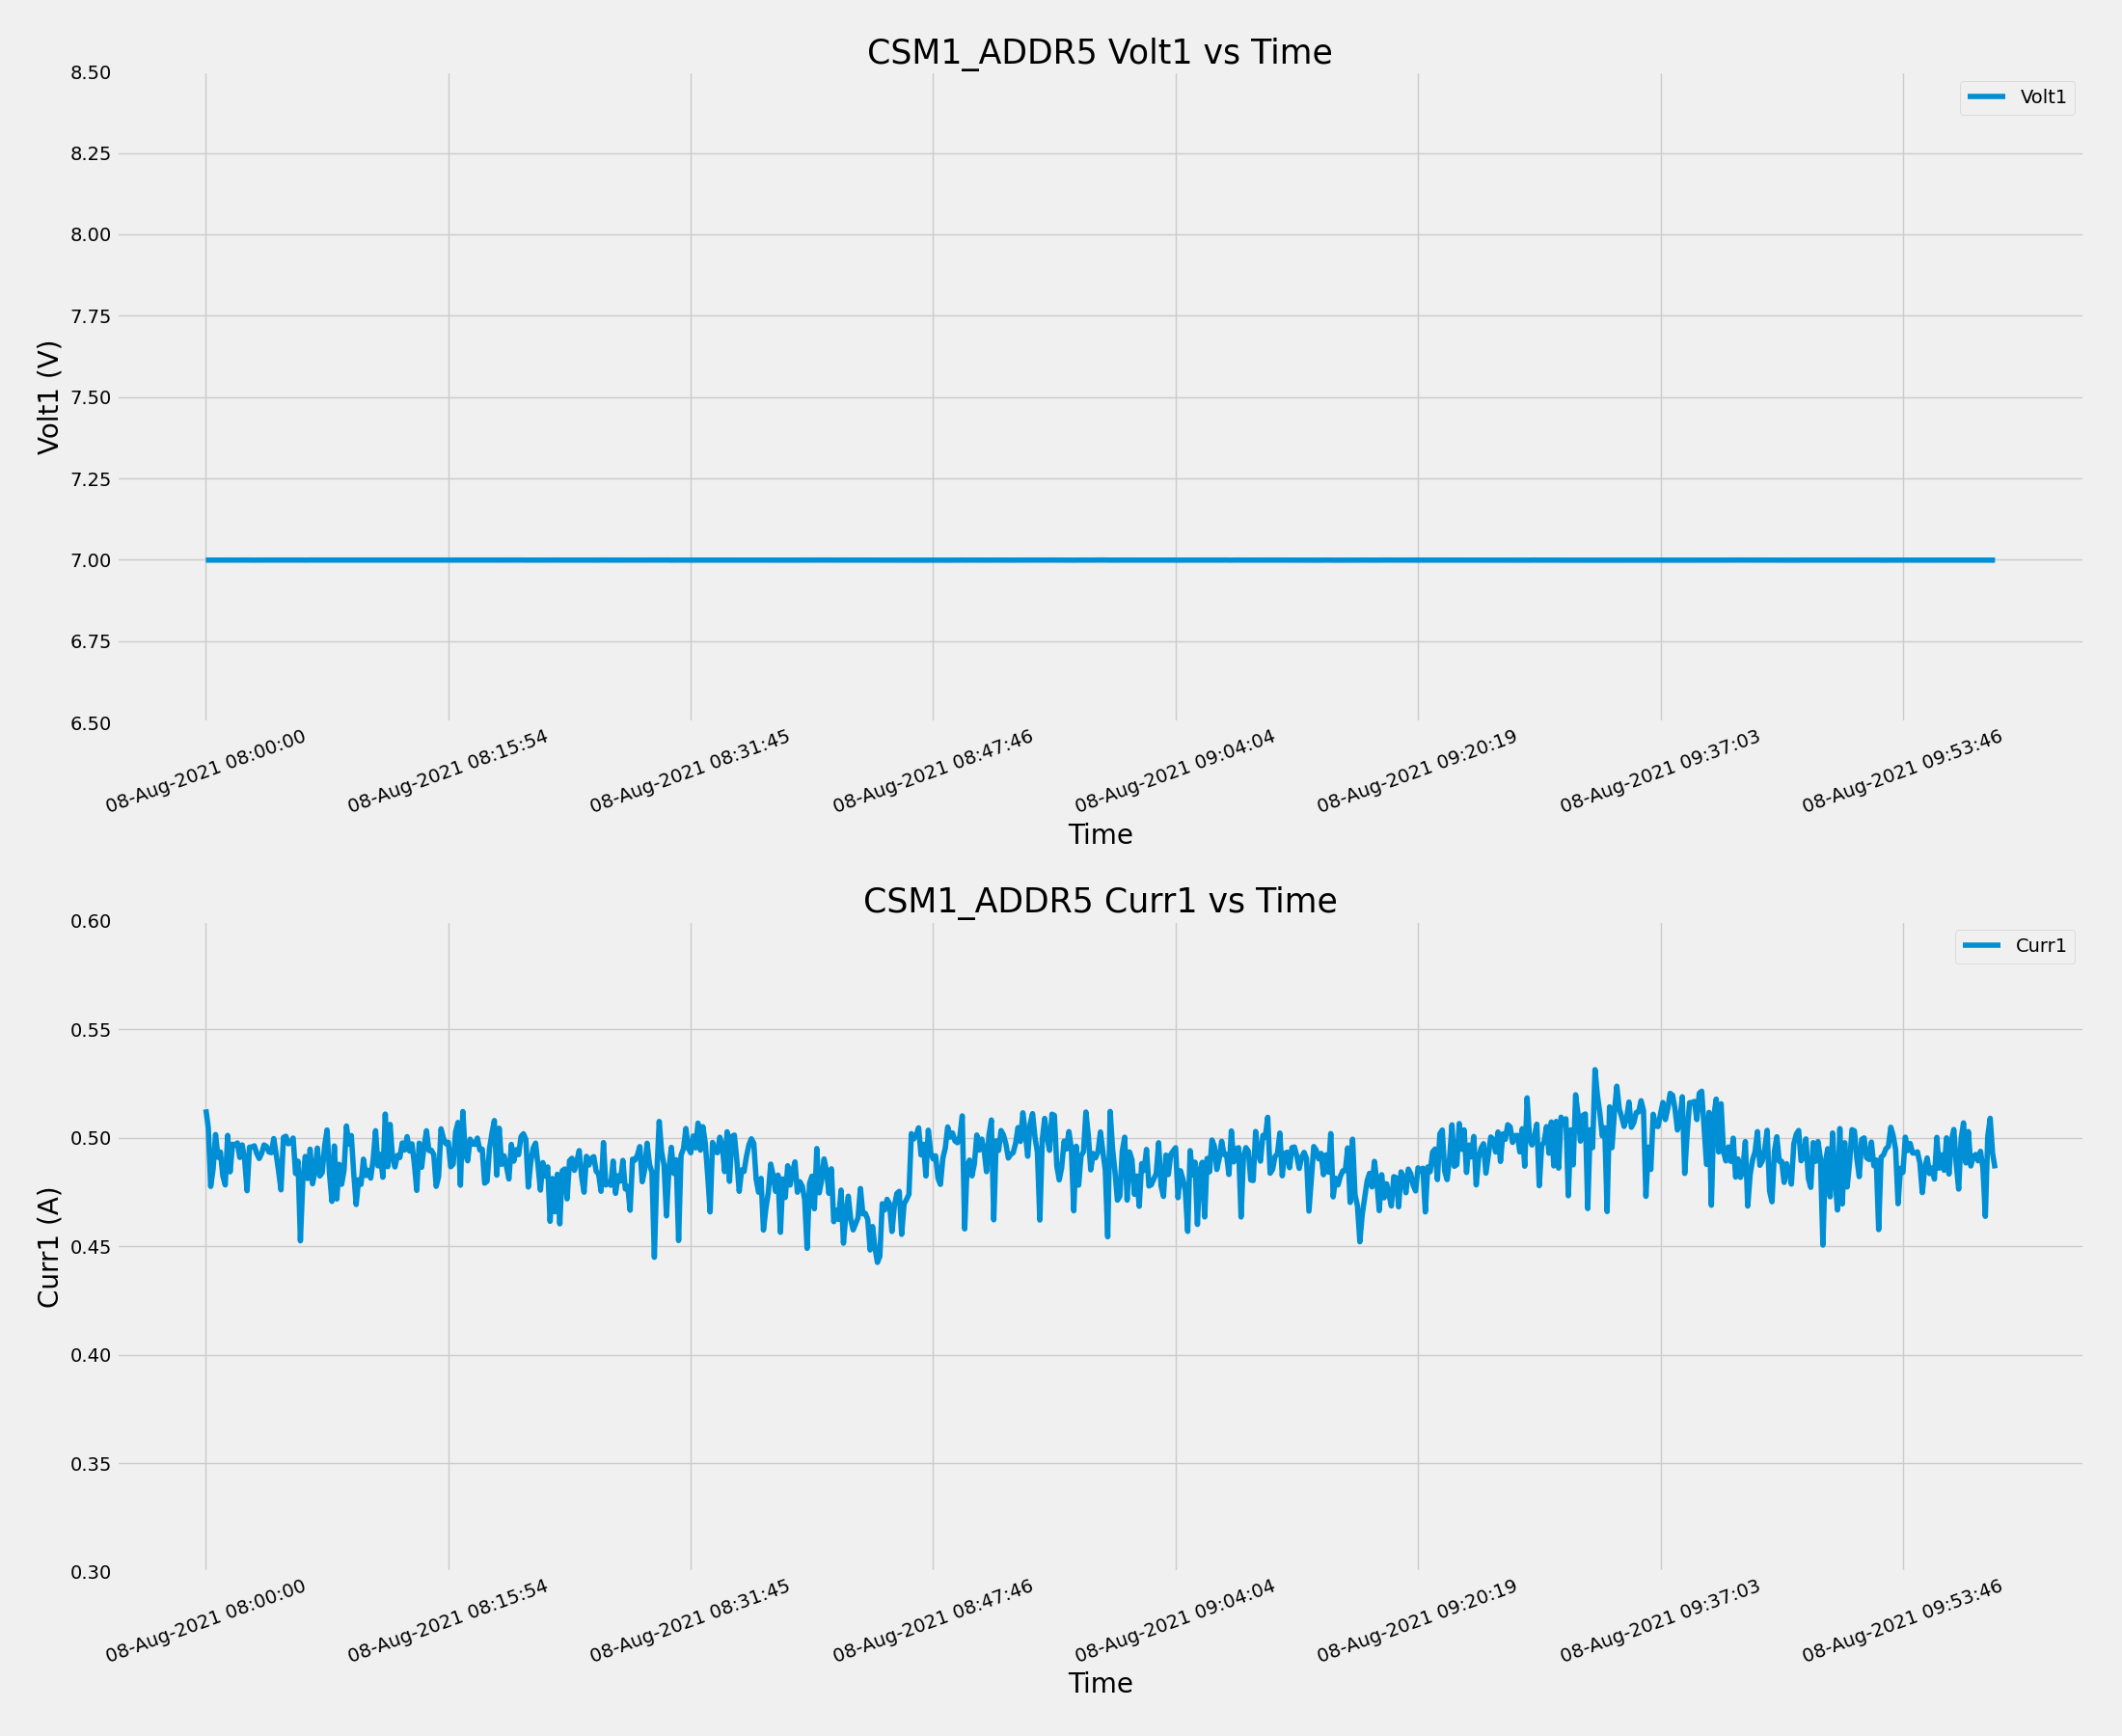 CSM1_ADDR5 Volt1 vs Time
8.50
8.25
8.00
7.75
7.50
7.25
7.00
6.75
6.50
Volt1 (V)
Volt1
08-Aug-2021 08:00:00
08-Aug-2021 08:15:54
08-Aug-2021 08:31:45
08-Aug-2021 08:47:46
08-Aug-2021 09:04:04
08-Aug-2021 09:20:19
08-Aug-2021 09:37:03
08-Aug-2021 09:53:46
Time
CSM1_ADDR5 Curr1 vs Time
0.60
0.55
0.50
0.45
0.40
0.35
0.30
Curr1 (A)
Curr1
08-Aug-2021 08:00:00
08-Aug-2021 08:15:54
08-Aug-2021 08:31:45
08-Aug-2021 08:47:46
08-Aug-2021 09:04:04
08-Aug-2021 09:20:19
08-Aug-2021 09:37:03
08-Aug-2021 09:53:46
Time